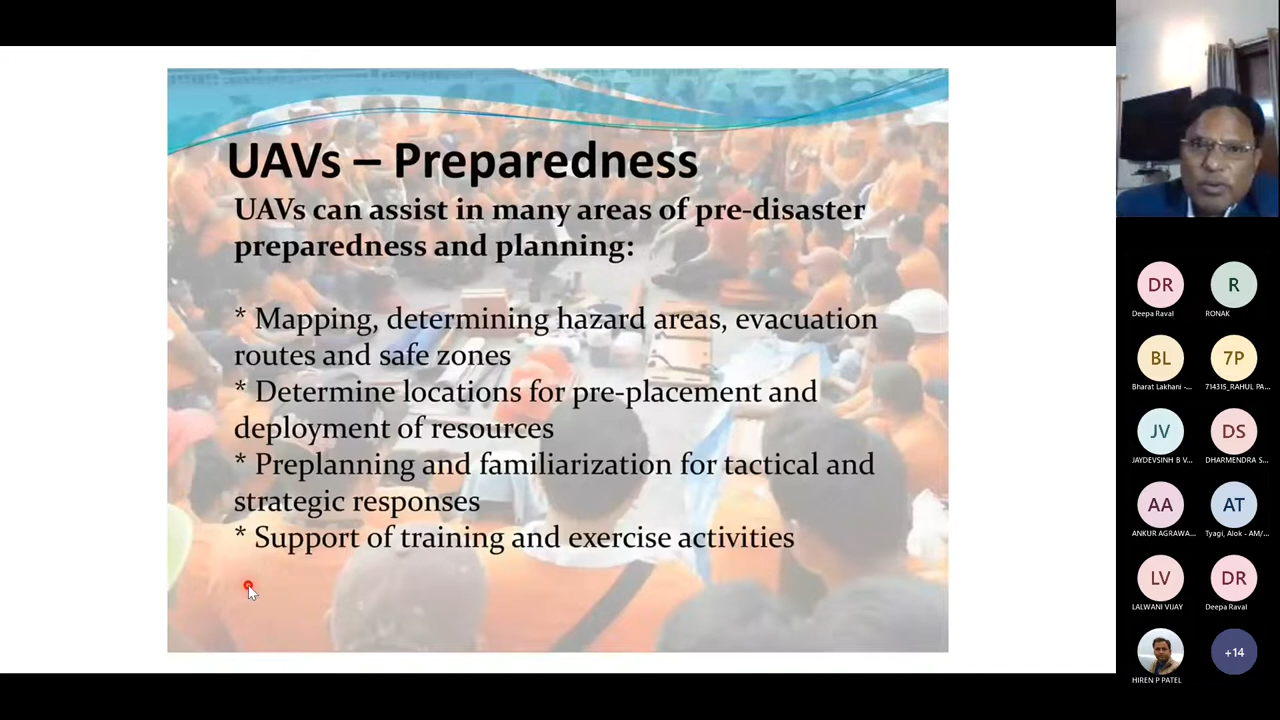 UAVs – Preparedness
UAVs can assist in many areas of pre-disaster
preparedness and planning:
* Mapping, determining hazard areas, evacuation
routes and safe zones
* Determine locations for pre-placement and
deployment of resources
* Preplanning and familiarization for tactical and
strategic responses
* Support of training and exercise activities
DR
R
Deepa Raval
RONAK
BL
7P
Bharat Lakhani -...
71431S_RAHUL PA...
JV
DS
JAYDEVSINH B V...
DHARMENDRA S...
AA
AT
ANKUR AGRAWA...
Tyagi, Alok - AM/...
LV
DR
LALWANI VIJAY
Deepa Raval
+14
HIREN P PATEL